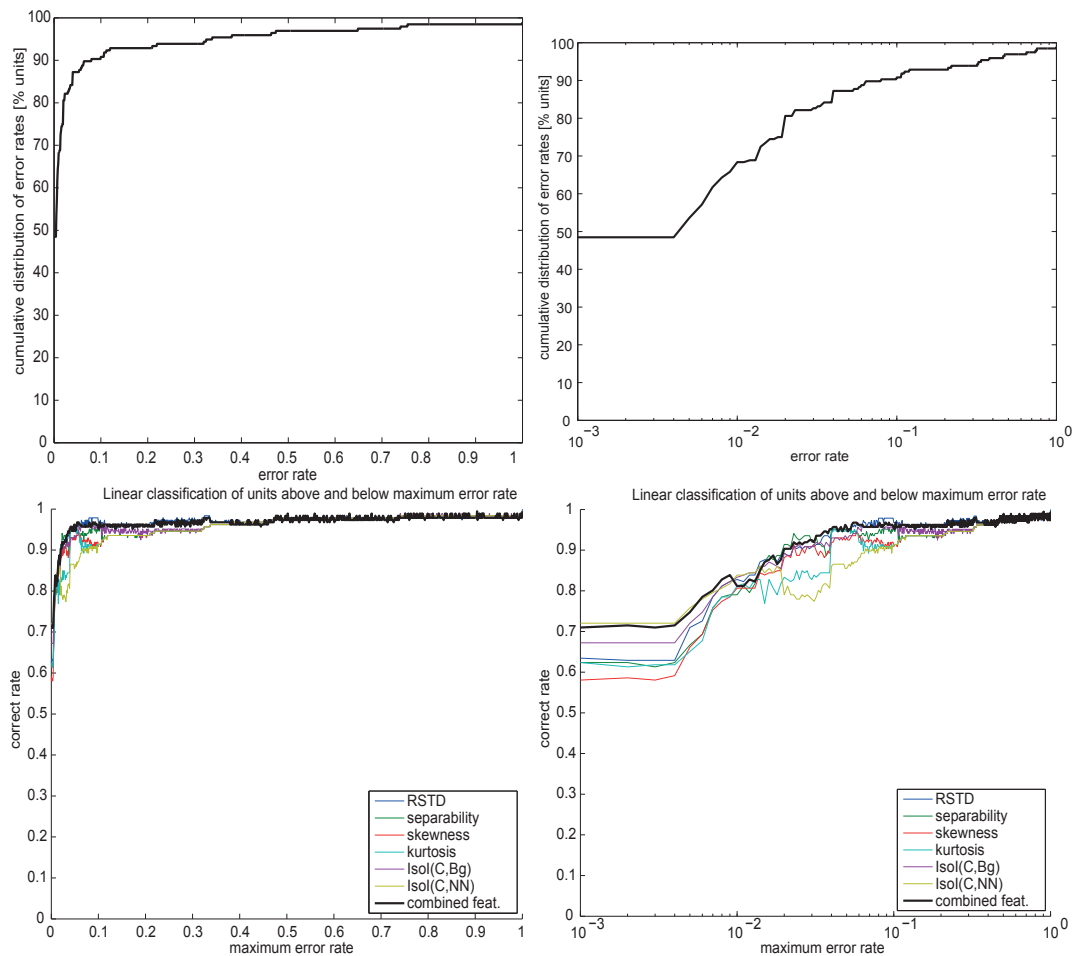 100
90
80
70
60
50
40
30
20
10
0
cumulative distribution of error rates [% units]
0.1 0.2 0.3 0.4 0.5 0.6 0.7 0.8 0.9 1
error rate
100
90
80
70
60
50
40
30
20
10
0
cumulative distribution of error rates [% units]
10−3 10−2 10−1 100
error rate
Linear classification of units above and below maximum error rate
1
0.9
0.8
0.7
0.6
0.5
0.4
0.3
0.2
0.1
0
correct rate
RSTD
separability
skewness
kurtosis
Isol(C,Bg)
Isol(C,NN)
combined feat.
0.1 0.2 0.3 0.4 0.5 0.6 0.7 0.8 0.9 1
maximum error rate
Linear classification of units above and below maximum error rate
1
0.9
0.8
0.7
0.6
0.5
0.4
0.3
0.2
0.1
0
correct rate
RSTD
separability
skewness
kurtosis
Isol(C,Bg)
Isol(C,NN)
combined feat.
10−3 10−2 10−1 100
maximum error rate